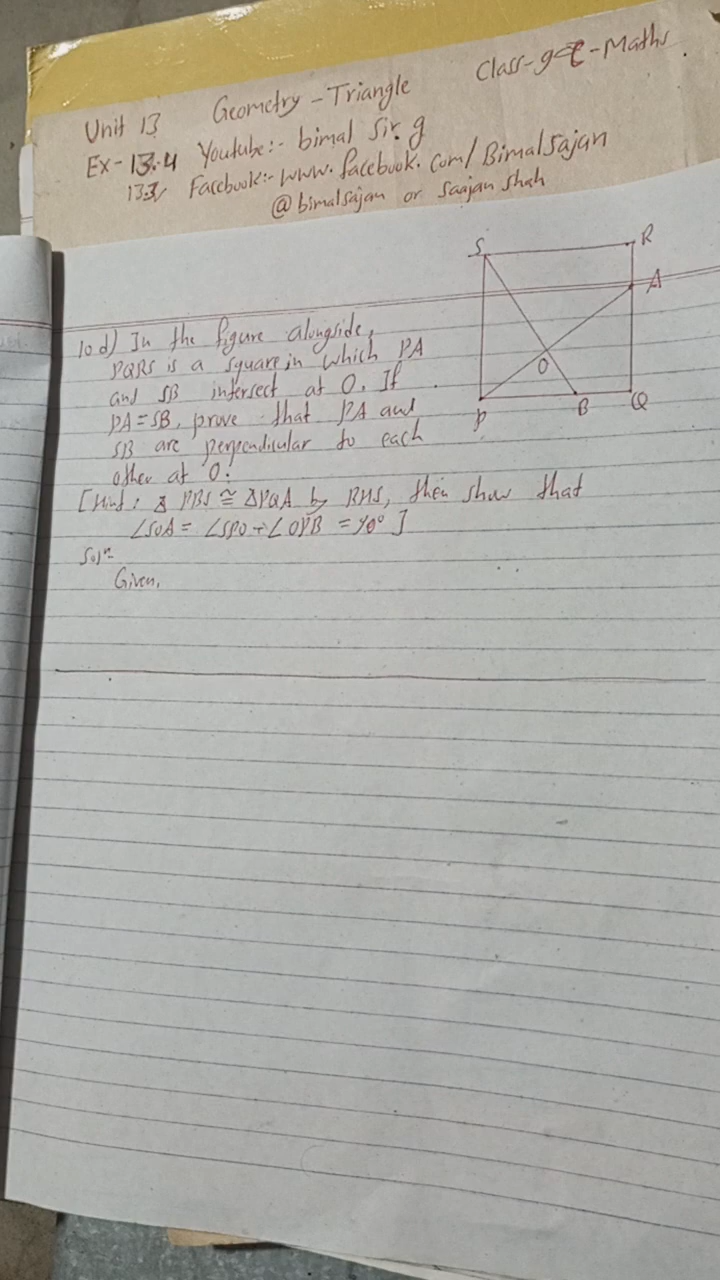 Unit 13 Geometry - Triangle Class-9 - Maths
Ex-13.4 Youtube:- bimal sir g
13.3 Facebook:- www.facebook.com/Bimalsajan
@bimalsajan or saajan shah
S R
A
O
P B Q
10 d) In the figure alongside,
PQRS is a square, in which PA
and SB intersect at O. If
PA = SB, prove that PA and
SB are perpendicular to each
other at O.
[Hint: Δ PBS ≅ ΔPQA by RHS, then show that
∠SOA = ∠SPO + ∠OPB = 90° ]
Solⁿ
Given,